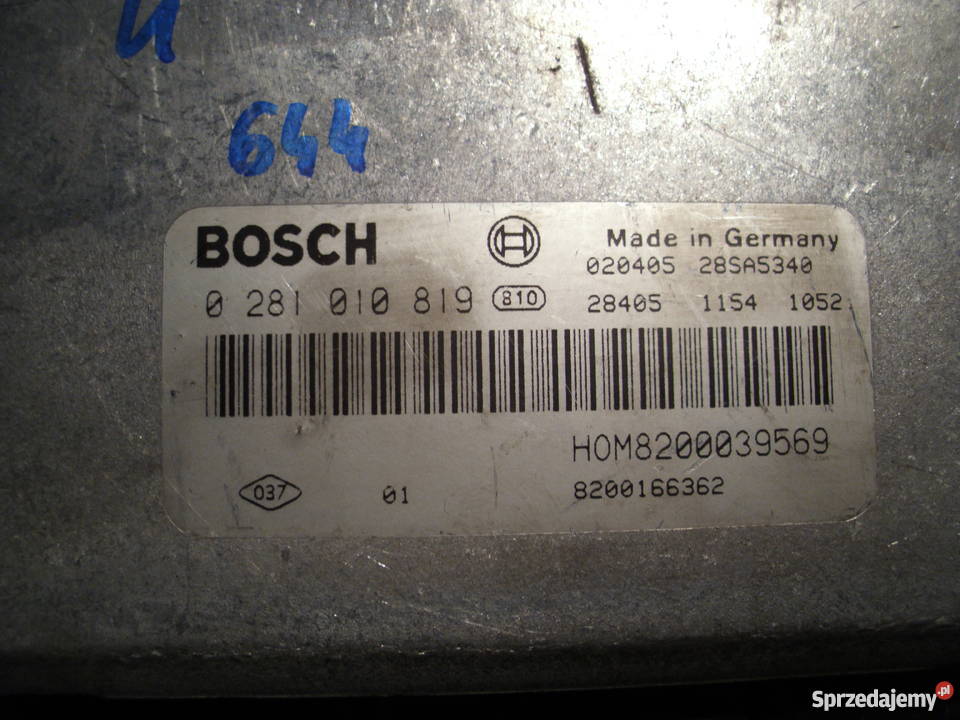 644
BOSCH
Made in Germany
020405 28SA5340
0 281 010 819 810
28405 1154 1052
HOM8200039569
037 01
8200166362
Sprzedajemy.pl